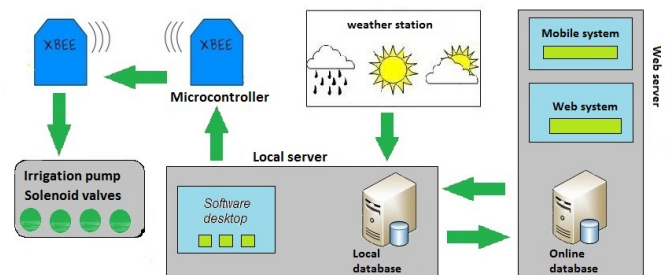 XBEE
XBEE
Microcontroller
weather station
Mobile system
Web system
Web server
Irrigation pump
Solenoid valves
Local server
Software
desktop
Local
database
Online
database